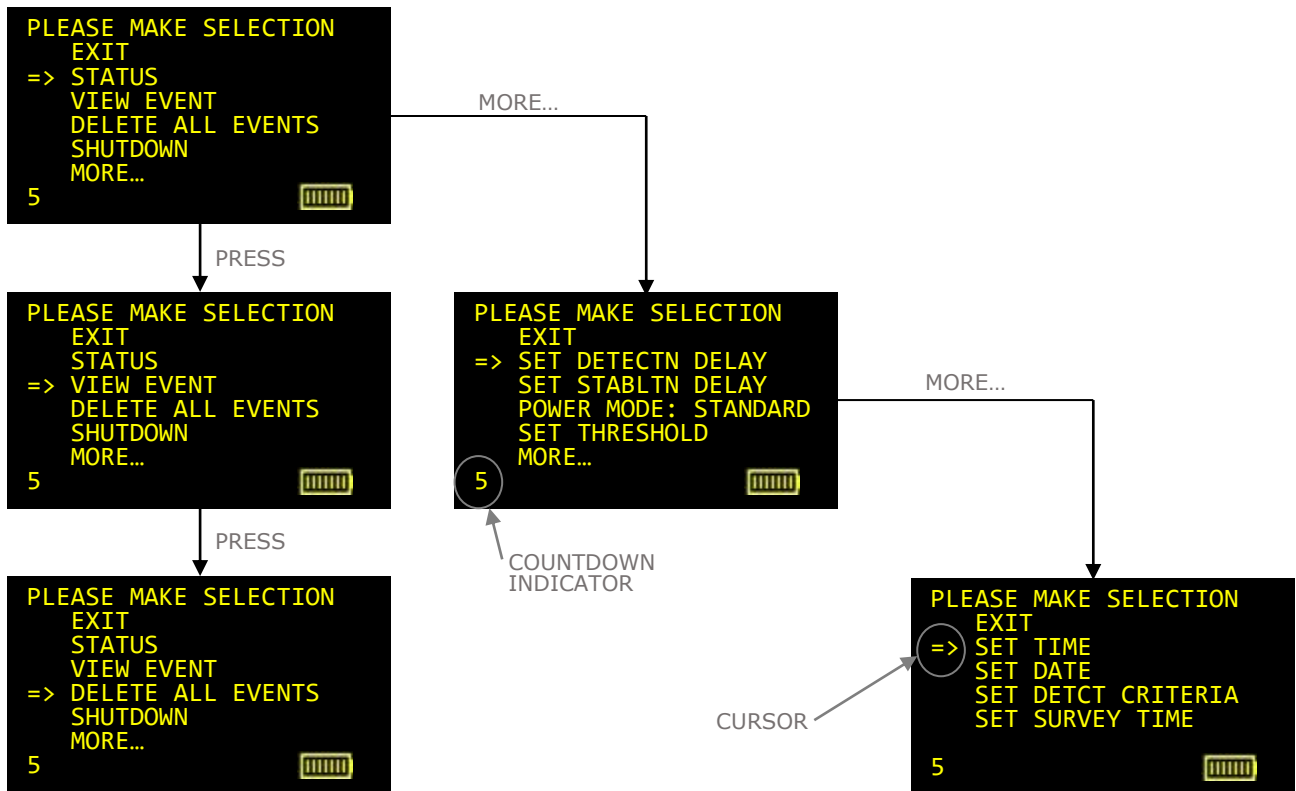 PLEASE MAKE SELECTION
EXIT
=> STATUS
VIEW EVENT
DELETE ALL EVENTS
SHUTDOWN
MORE…
5
MORE…
PRESS
PLEASE MAKE SELECTION
EXIT
STATUS
=> VIEW EVENT
DELETE ALL EVENTS
SHUTDOWN
MORE…
5
PLEASE MAKE SELECTION
EXIT
=> SET DETECTN DELAY
SET STABLTN DELAY
POWER MODE: STANDARD
SET THRESHOLD
MORE…
5
MORE…
PRESS
COUNTDOWN
INDICATOR
PLEASE MAKE SELECTION
EXIT
STATUS
VIEW EVENT
=> DELETE ALL EVENTS
SHUTDOWN
MORE…
5
CURSOR
PLEASE MAKE SELECTION
EXIT
=> SET TIME
SET DATE
SET DETCT CRITERIA
SET SURVEY TIME
5